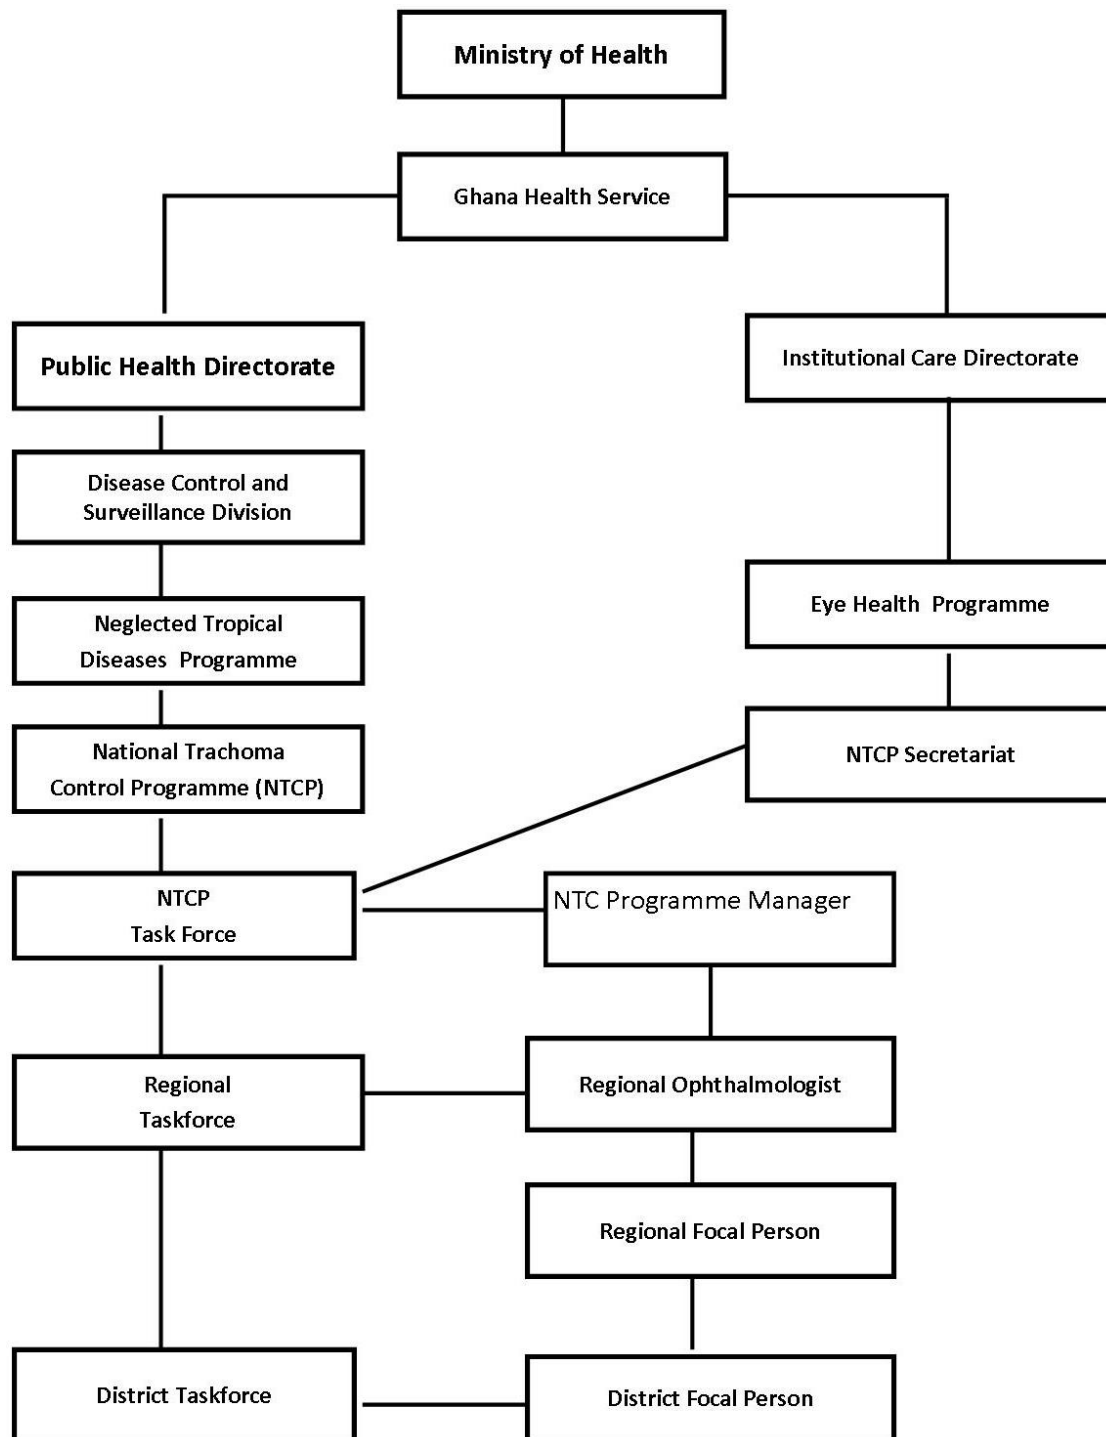 Ministry of Health
Ghana Health Service
Public Health Directorate
Institutional Care Directorate
Disease Control and
Surveillance Division
Neglected Tropical
Diseases Programme
Eye Health Programme
National Trachoma
Control Programme (NTCP)
NTCP Secretariat
NTCP
Task Force
NTC Programme Manager
Regional
Taskforce
Regional Ophthalmologist
Regional Focal Person
District Taskforce
District Focal Person